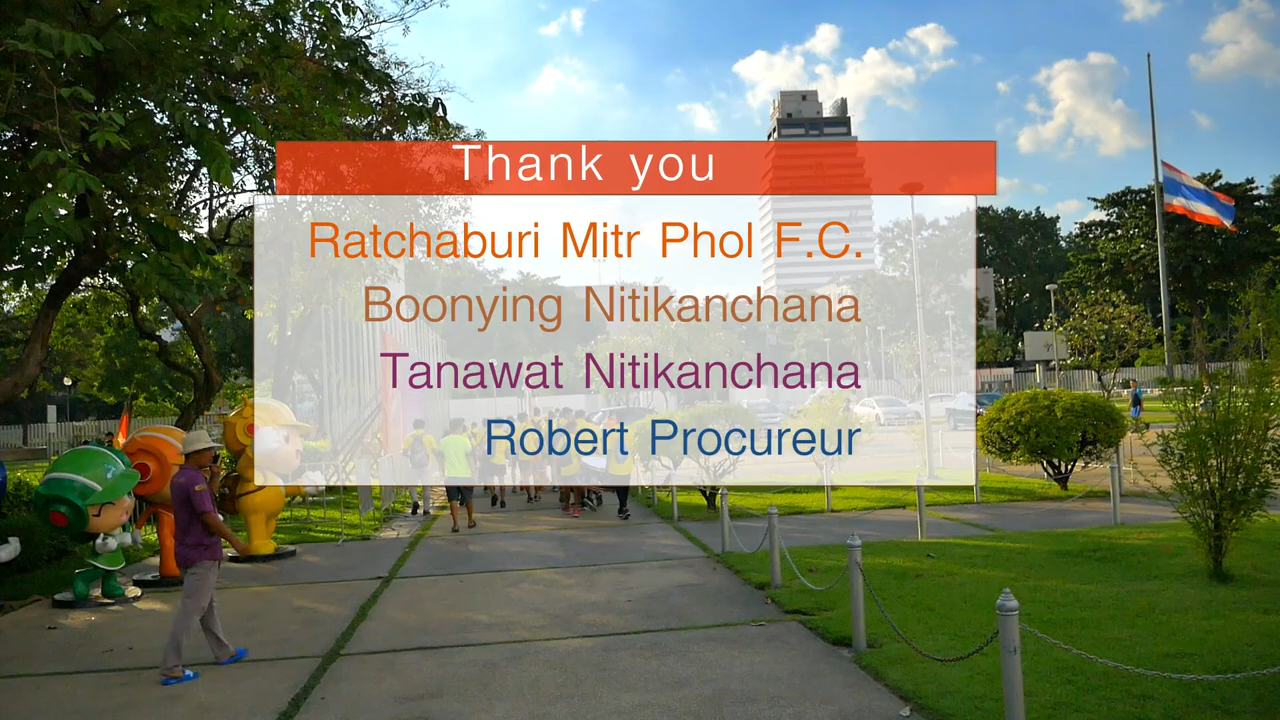 Thank you
Ratchaburi Mitr Phol F.C.
Boonying Nitikanchana
Tanawat Nitikanchana
Robert Procureur